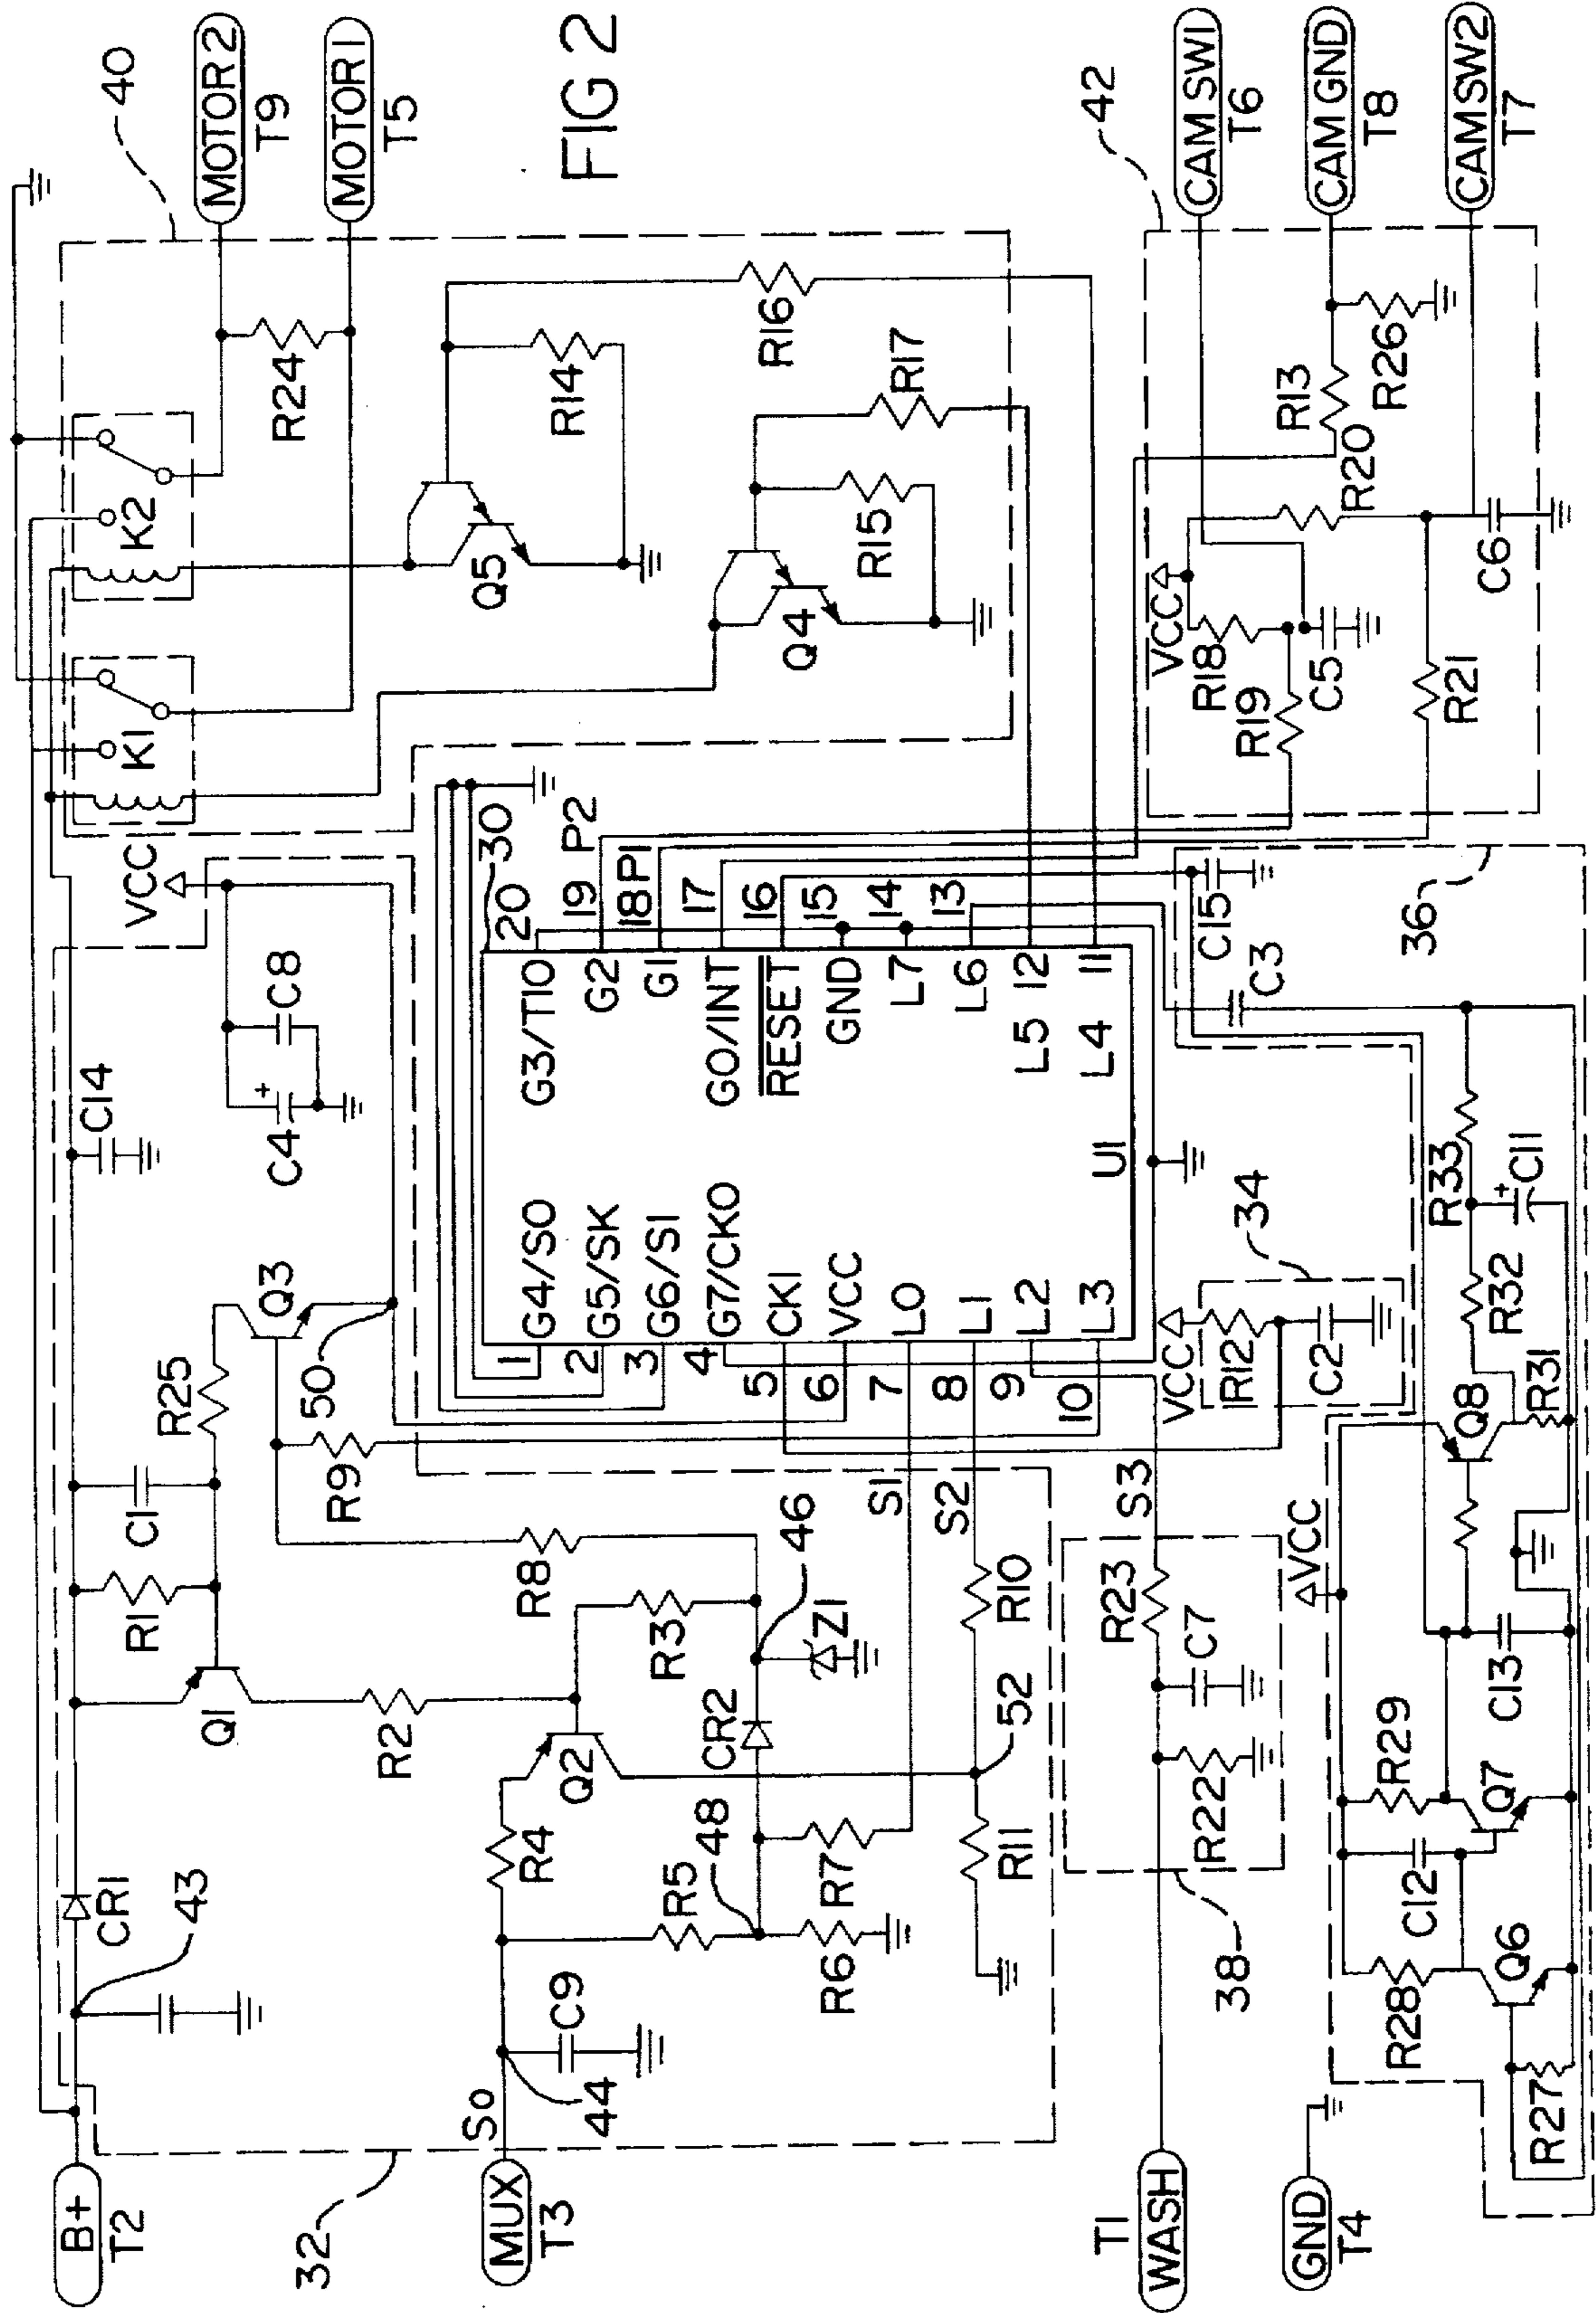 FIG 2
B+
T2
MUX
T3
S0
T1
WASH
GND
T4
MOTOR 2
T9
MOTOR 1
T5
CAM SW1
T6
CAM GND
T8
CAM SW2
T7
32
34
36
38
40
42
43
44
46
48
50
52
30
CR1
R1
C1
Q1
R25
Q3
C14
C4
+
C8
VCC
R2
R9
R8
R3
R4
Q2
CR2
Z1
R5
R6
R7
C9
R10
R11
S1
S2
S3
K1
K2
R24
Q5
R14
R16
Q4
R15
R17
G4/SO
G5/SK
G6/S1
G7/CKO
CK1
VCC
L0
L1
L2
L3
1
2
3
4
5
6
7
8
9
10
G3/T10
G2
G1
G0/INT
RESET
GND
L7
L6
L5
L4
U1
20
19 P2
18 P1
17
16
15
14
13
12
11
R23
C7
R22
VCC
R12
C2
VCC
R18
R19
C5
R20
R13
R26
C6
R21
C15
C3
VCC
R28
C12
R29
Q6
Q7
R27
C13
Q8
R31
R32
R33
+
C11